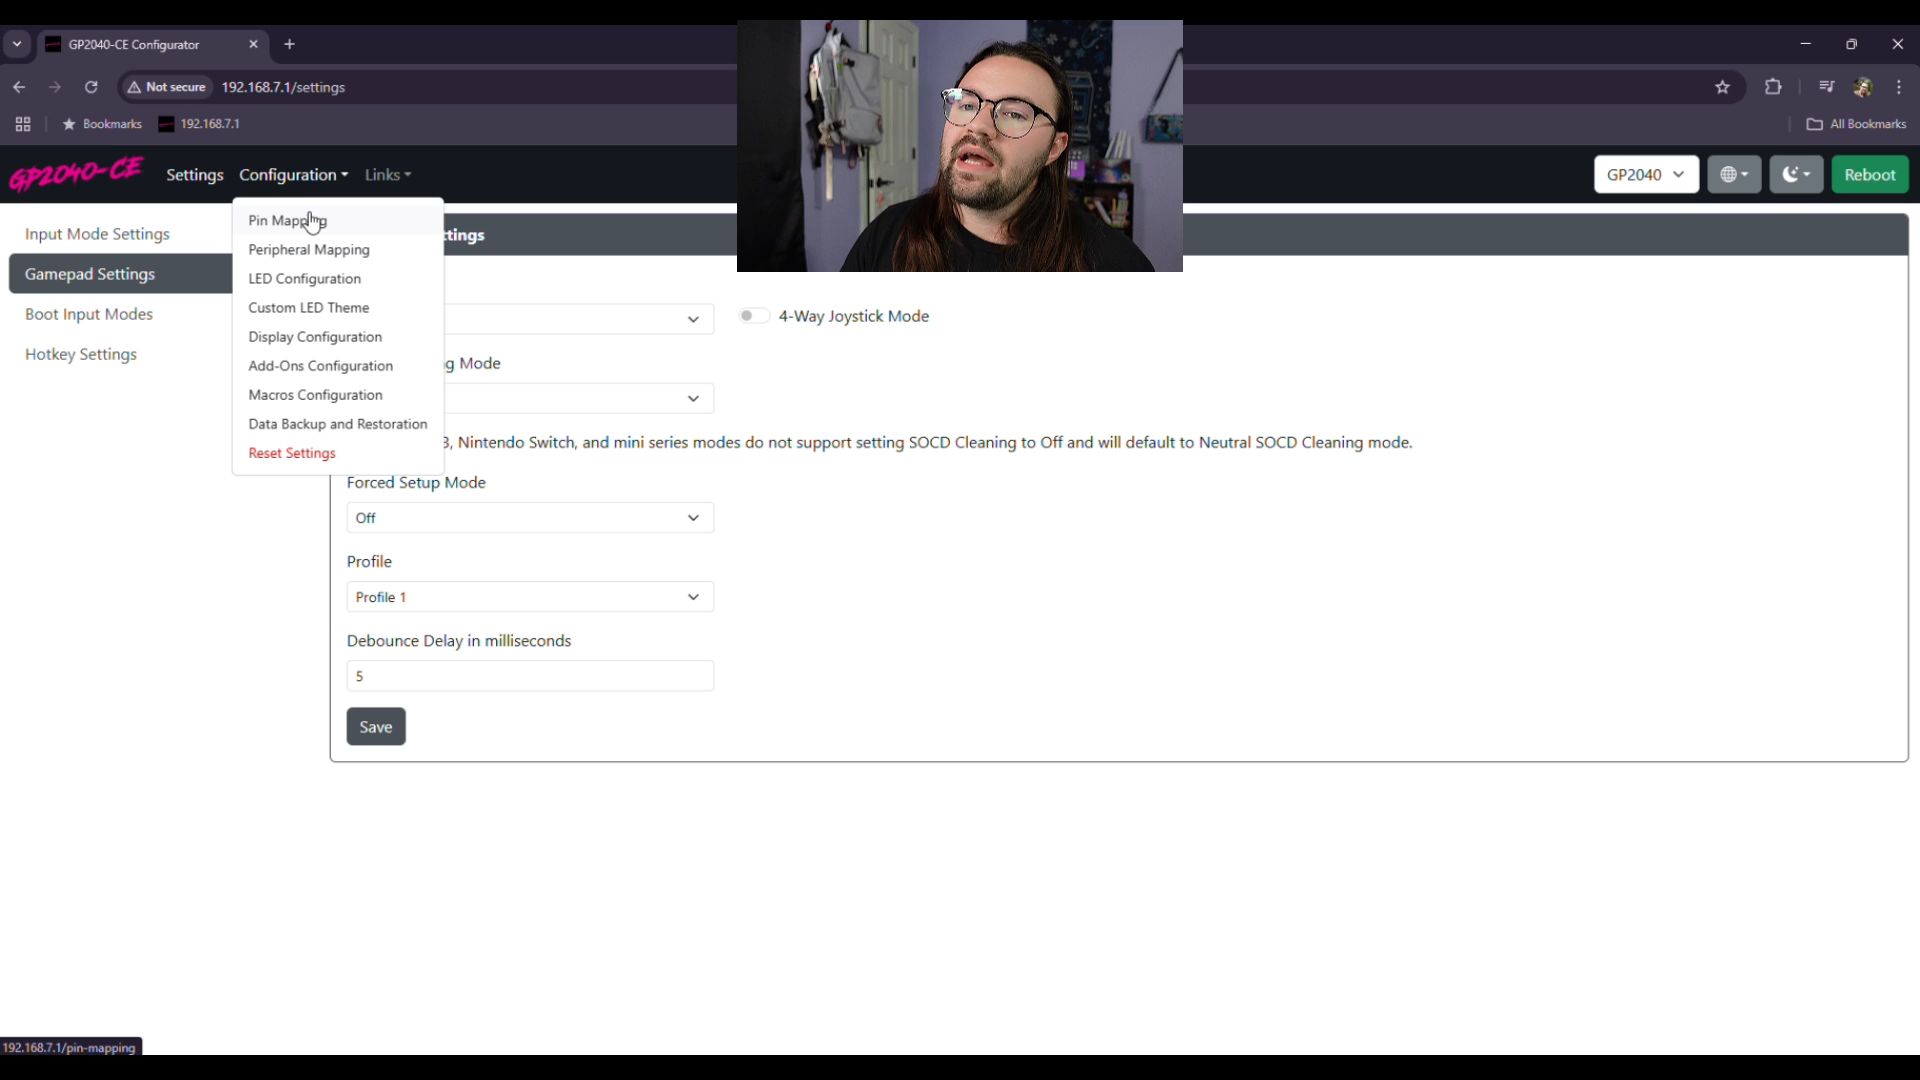 GP2040-CE Configurator
Not secure 192.168.7.1/settings
Bookmarks 192.168.7.1 All Bookmarks
GP2040-CE Settings Configuration Links GP2040 Reboot
Input Mode Settings
Gamepad Settings
Boot Input Modes
Hotkey Settings
Pin Mapping
Peripheral Mapping
LED Configuration
Custom LED Theme
Display Configuration
Add-Ons Configuration
Macros Configuration
Data Backup and Restoration
Reset Settings
ttings
4-Way Joystick Mode
g Mode
3, Nintendo Switch, and mini series modes do not support setting SOCD Cleaning to Off and will default to Neutral SOCD Cleaning mode.
Forced Setup Mode
Off
Profile
Profile 1
Debounce Delay in milliseconds
5
Save
192.168.7.1/pin-mapping